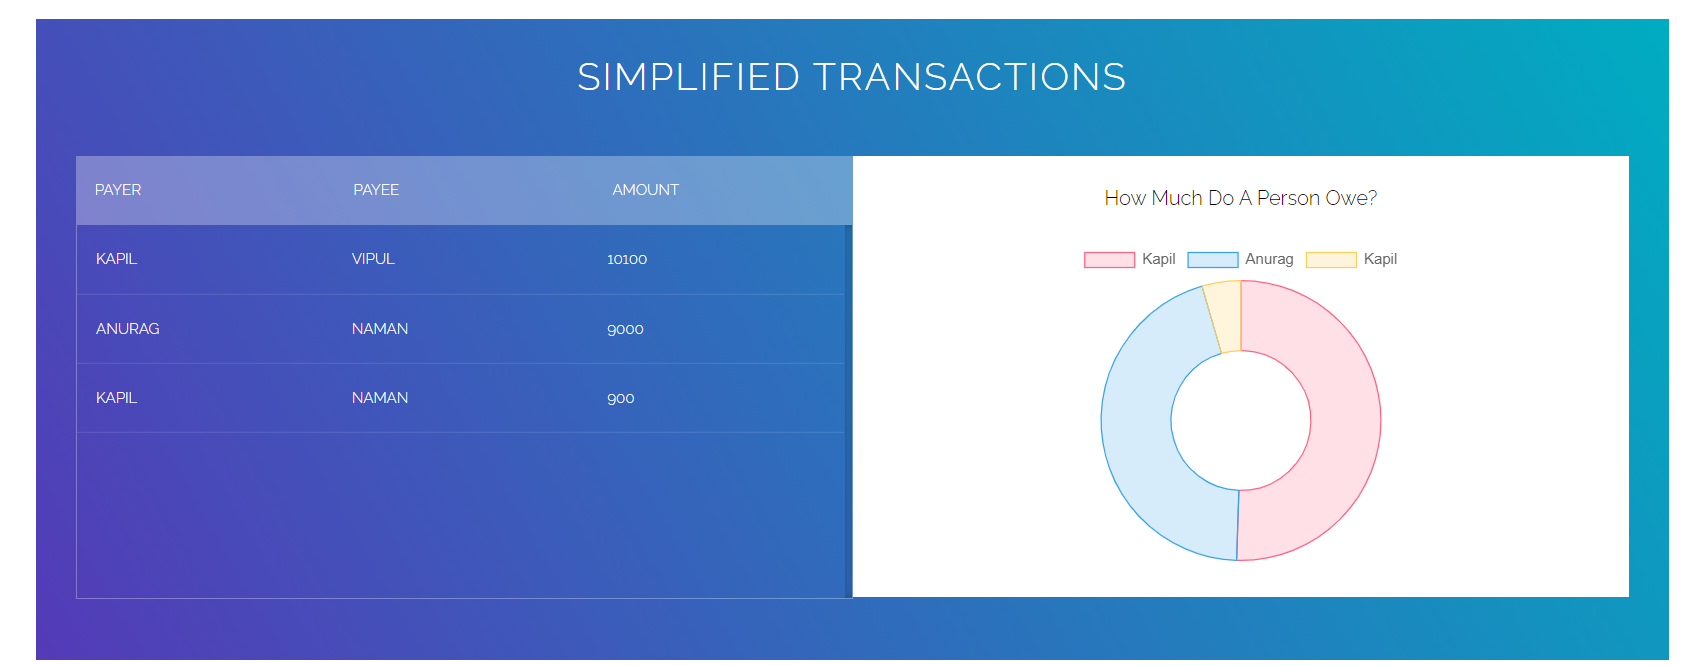 SIMPLIFIED TRANSACTIONS
PAYER PAYEE AMOUNT
KAPIL VIPUL 10100
ANURAG NAMAN 9000
KAPIL NAMAN 900
How Much Do A Person Owe?
Kapil Anurag Kapil